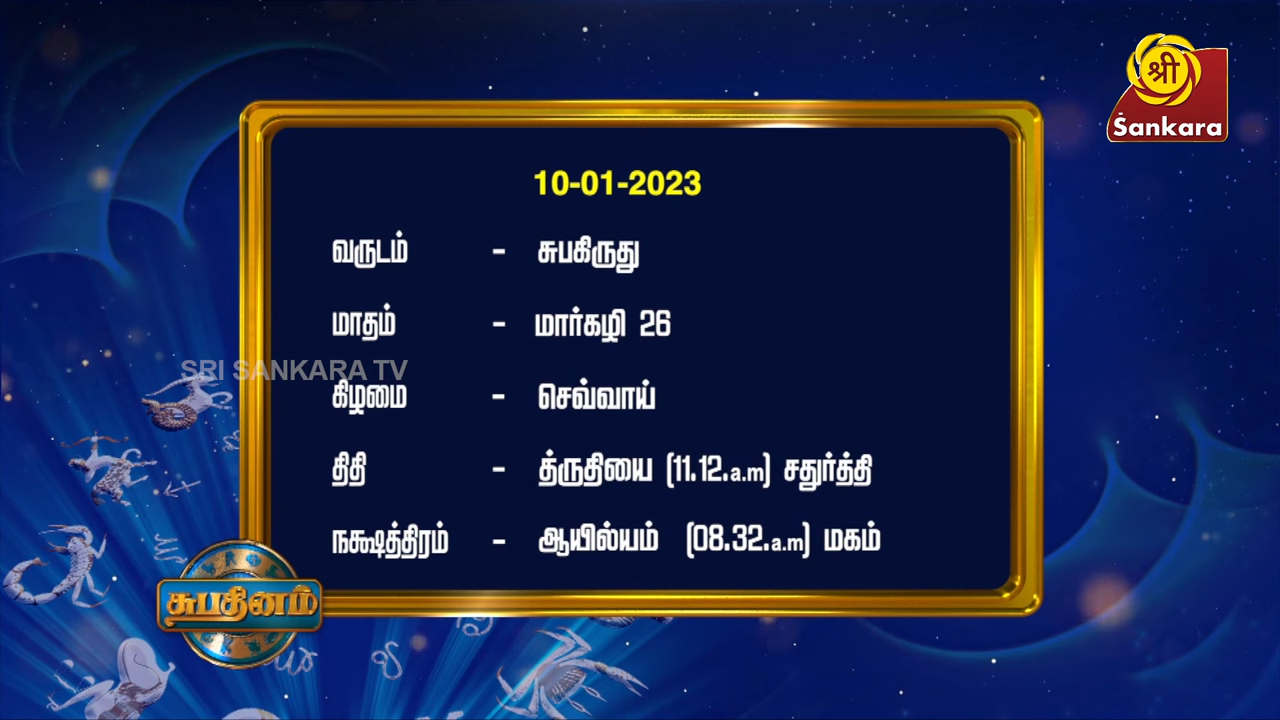 श्री
Sankara
10-01-2023
வருடம் - சுபகிருது
மாதம் - மார்கழி 26
SRI SANKARA TV
கிழமை - செவ்வாய்
திதி - த்ருதியை (11.12.a.m) சதுர்த்தி
நக்ஷத்திரம் - ஆயில்யம் (08.32.a.m) மகம்
சுபதினம்